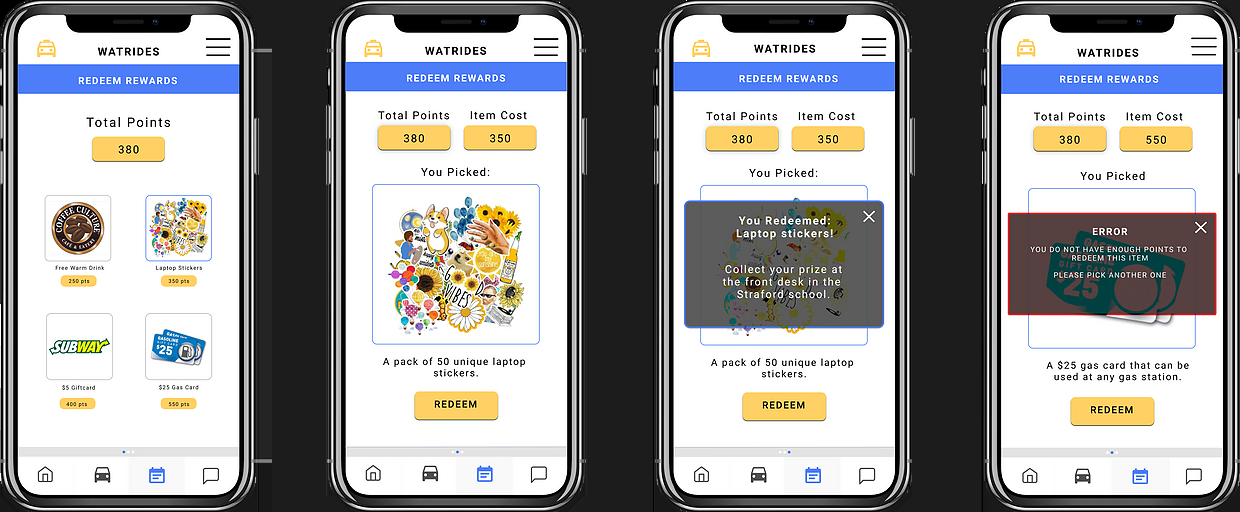 WATRIDES
REDEEM REWARDS
Total Points
380
COFFEE CULTURE
CAFE & EATERY
Free Warm Drink
250 pts
Laptop Stickers
350 pts
SUBWAY
$5 Giftcard
400 pts
GASOLINE
GIFT CARD
$25
$25 Gas Card
550 pts
WATRIDES
REDEEM REWARDS
Total Points Item Cost
380 350
You Picked:
VIBES
A pack of 50 unique laptop
stickers.
REDEEM
WATRIDES
REDEEM REWARDS
Total Points Item Cost
380 350
You Picked:
You Redeemed:
Laptop stickers!
Collect your prize at
the front desk in the
Straford school.
A pack of 50 unique laptop
stickers.
REDEEM
WATRIDES
REDEEM REWARDS
Total Points Item Cost
380 550
You Picked
ERROR
YOU DO NOT HAVE ENOUGH POINTS TO
REDEEM THIS ITEM
PLEASE PICK ANOTHER ONE
GIFT CARD
$25
A $25 gas card that can be
used at any gas station.
REDEEM